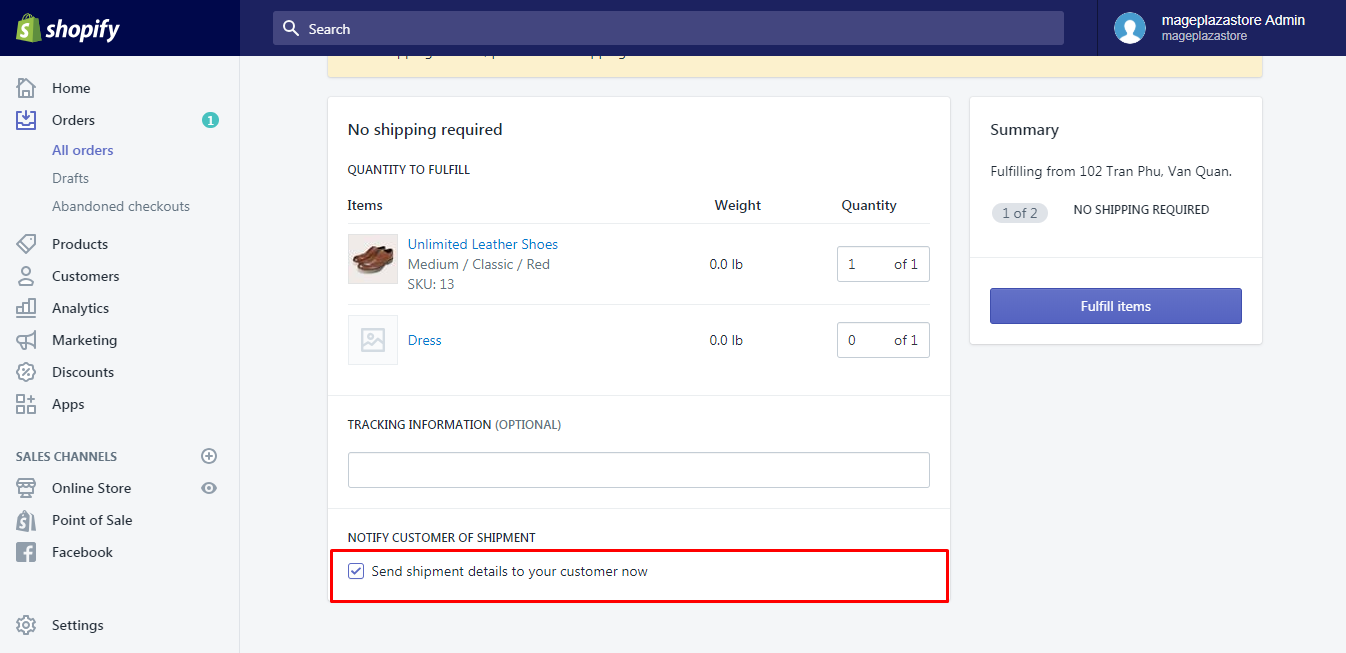 shopify
Search
mageplazastore Admin
mageplazastore
Home
Orders
1
All orders
Drafts
Abandoned checkouts
Products
Customers
Analytics
Marketing
Discounts
Apps
SALES CHANNELS
Online Store
Point of Sale
Facebook
Settings
No shipping required
QUANTITY TO FULFILL
Items Weight Quantity
Unlimited Leather Shoes
Medium / Classic / Red
SKU: 13
0.0 lb
1 of 1
Dress
0.0 lb
0 of 1
TRACKING INFORMATION (OPTIONAL)
NOTIFY CUSTOMER OF SHIPMENT
Send shipment details to your customer now
Summary
Fulfilling from 102 Tran Phu, Van Quan.
1 of 2 NO SHIPPING REQUIRED
Fulfill items